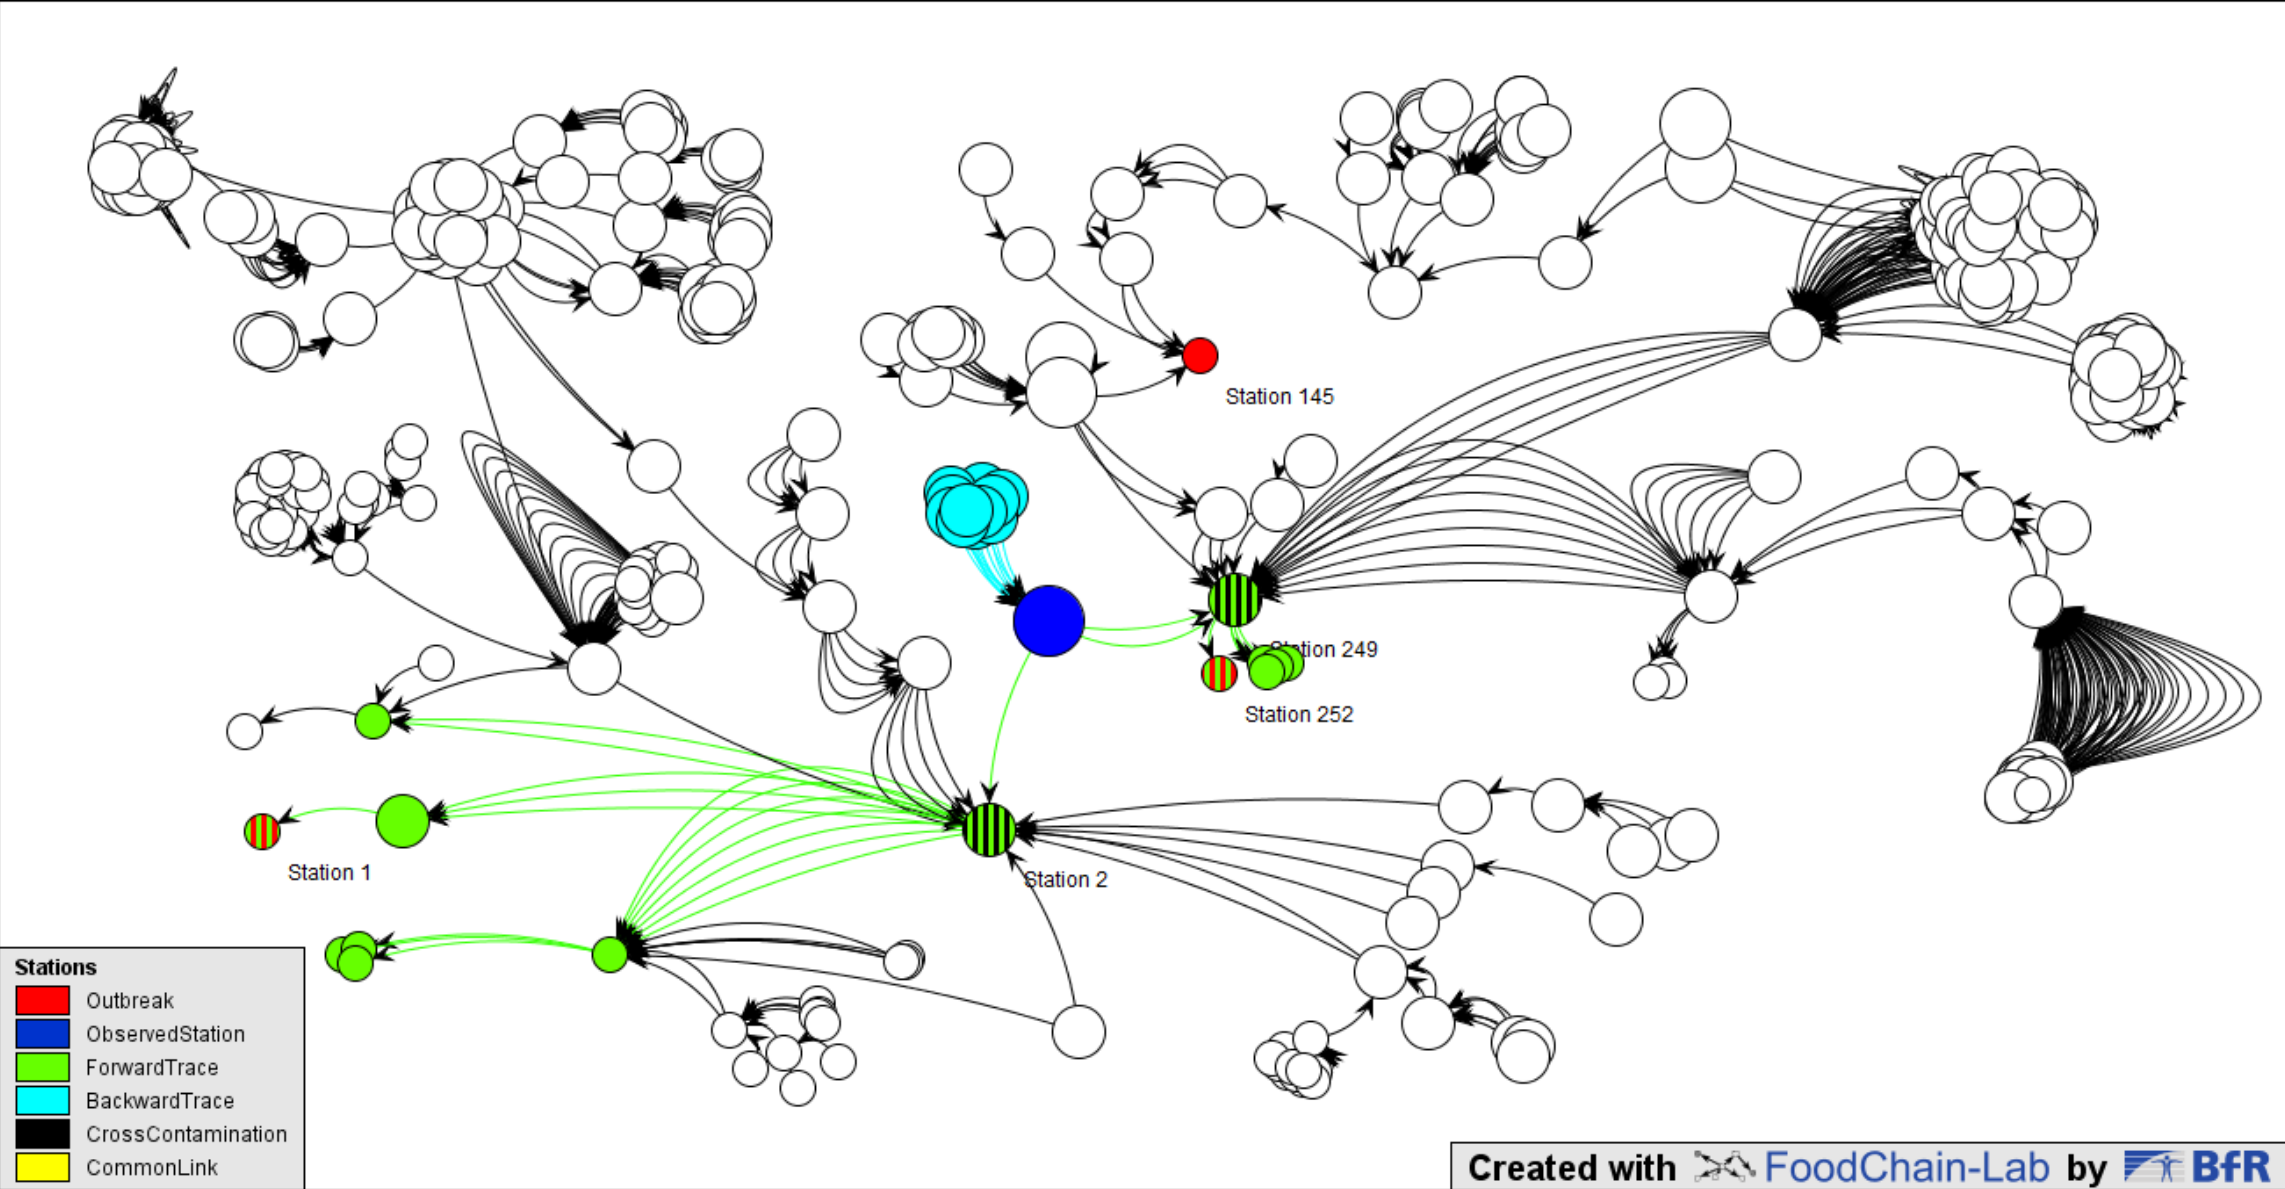 Station 145
Station 249
Station 252
Station 1
Station 2
Stations
Outbreak
ObservedStation
ForwardTrace
BackwardTrace
CrossContamination
CommonLink
Created with FoodChain-Lab by BfR